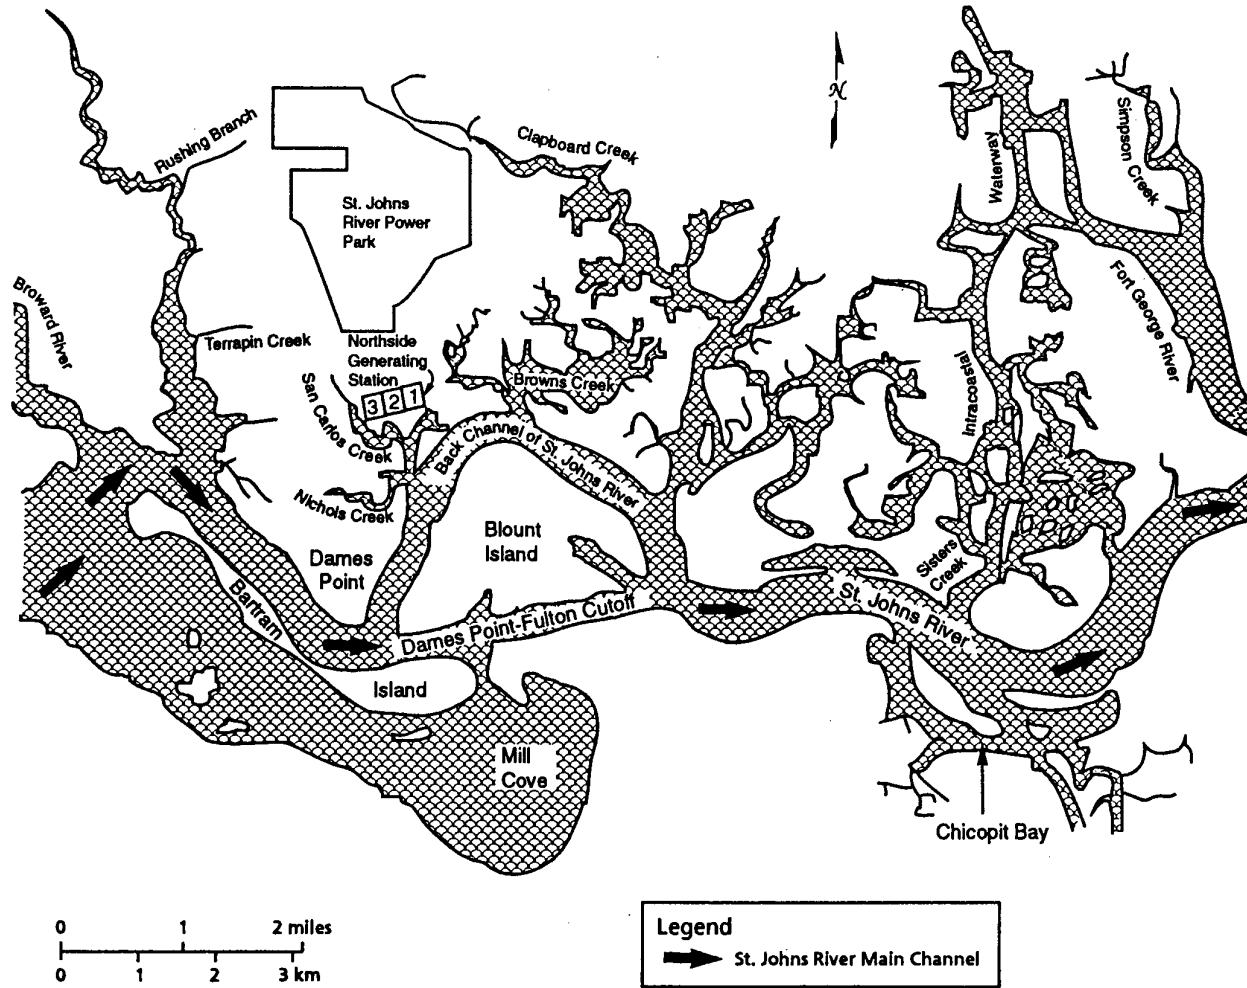 N
Rushing Branch
Clapboard Creek
Waterway
Simpson Creek
St. Johns
River Power
Park
Broward River
Fort George River
Terrapin Creek
Northside
Generating
Station
3 2 1
San Carlos Creek
Browns Creek
Intracoastal
Back Channel of St. Johns River
Nichols Creek
Blount
Island
Dames
Point
Sisters
Creek
Bartram
St. Johns River
Dames Point-Fulton Cutoff
Island
Mill
Cove
Chicopit Bay
0 1 2 miles
0 1 2 3 km
Legend
St. Johns River Main Channel